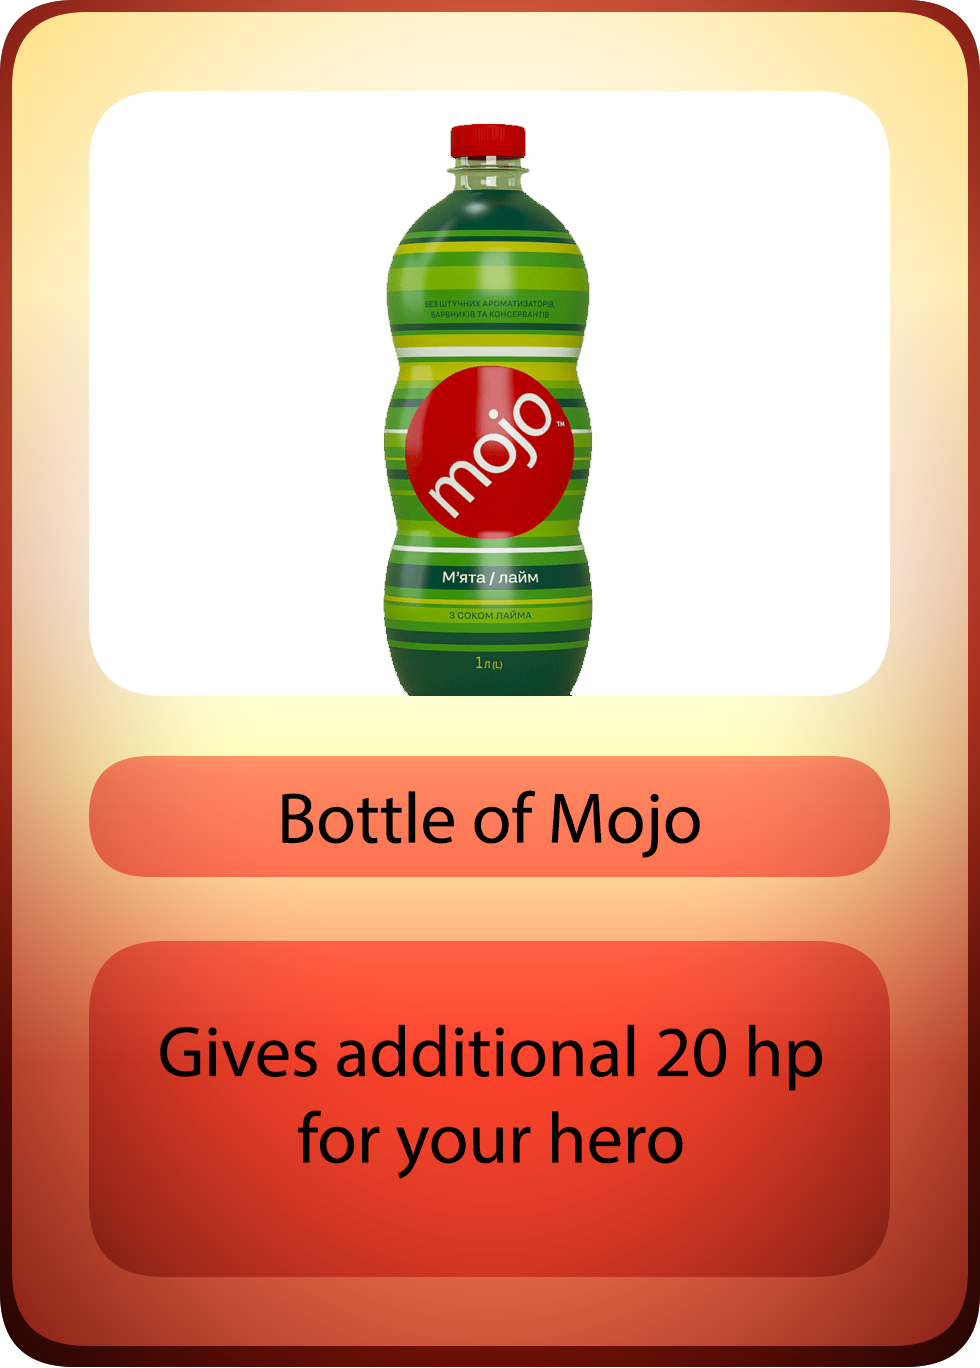 БЕЗ ШТУЧНИХ АРОМАТИЗАТОРІВ,
БАРВНИКІВ ТА КОНСЕРВАНТІВ
mojo™
М'ята / лайм
З СОКОМ ЛАЙМА
1л (L)
Bottle of Mojo
Gives additional 20 hp
for your hero